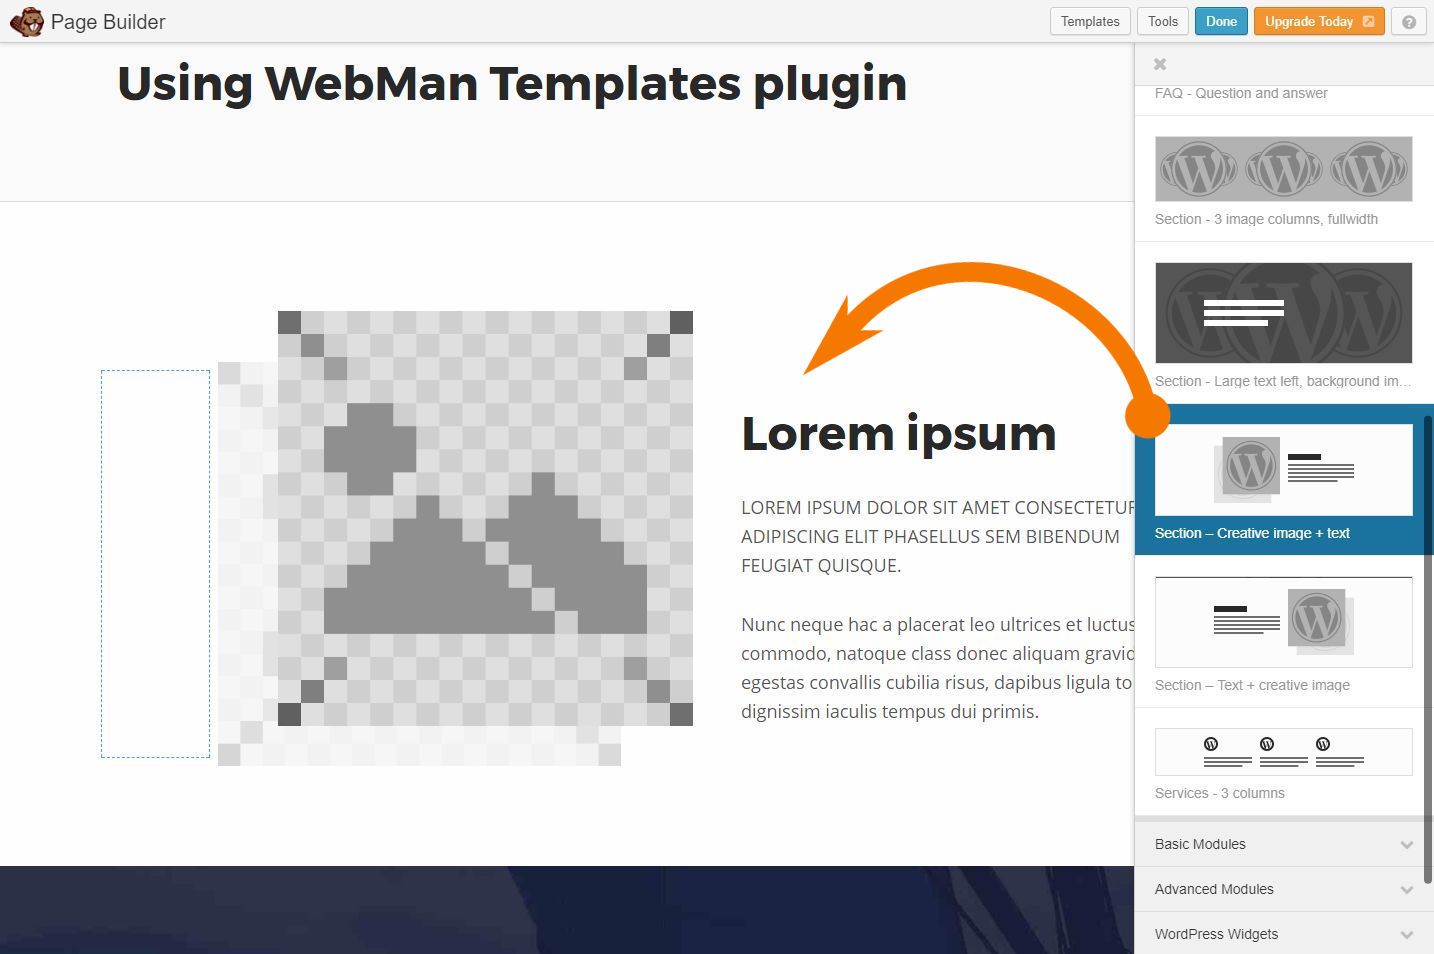 Page Builder
Templates
Tools
Done
Upgrade Today
?
Using WebMan Templates plugin
Lorem ipsum
LOREM IPSUM DOLOR SIT AMET CONSECTETUR
ADIPISCING ELIT PHASELLUS SEM BIBENDUM
FEUGIAT QUISQUE.
Nunc neque hac a placerat leo ultrices et luctus
commodo, natoque class donec aliquam gravid
egestas convallis cubilia risus, dapibus ligula to
dignissim iaculis tempus dui primis.
FAQ - Question and answer
Section - 3 image columns, fullwidth
Section - Large text left, background im...
Section – Creative image + text
Section – Text + creative image
Services - 3 columns
Basic Modules
Advanced Modules
WordPress Widgets